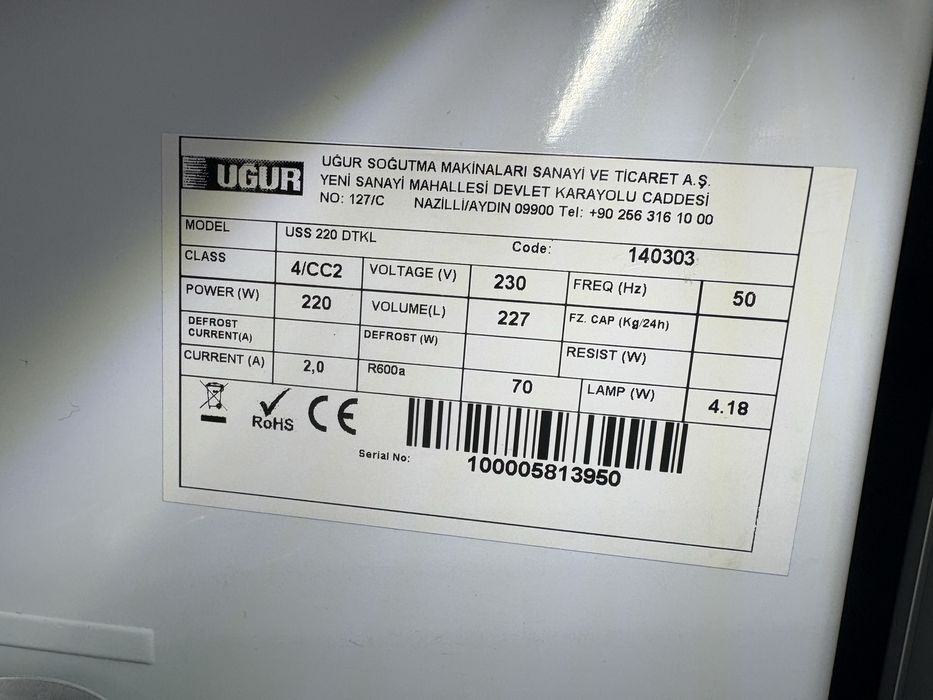 UĞUR
UĞUR SOĞUTMA MAKİNALARI SANAYİ VE TİCARET A.Ş.
YENİ SANAYİ MAHALLESİ DEVLET KARAYOLU CADDESİ
NO: 127/C NAZİLLİ/AYDIN 09900 Tel: +90 256 316 10 00
MODEL USS 220 DTKL Code: 140303
CLASS 4/CC2 VOLTAGE (V) 230 FREQ (Hz) 50
POWER (W) 220 VOLUME(L) 227 FZ. CAP (Kg/24h)
DEFROST CURRENT(A) DEFROST (W) RESIST (W)
CURRENT (A) 2,0 R600a 70 LAMP (W) 4.18
RoHS CE
Serial No: 100005813950